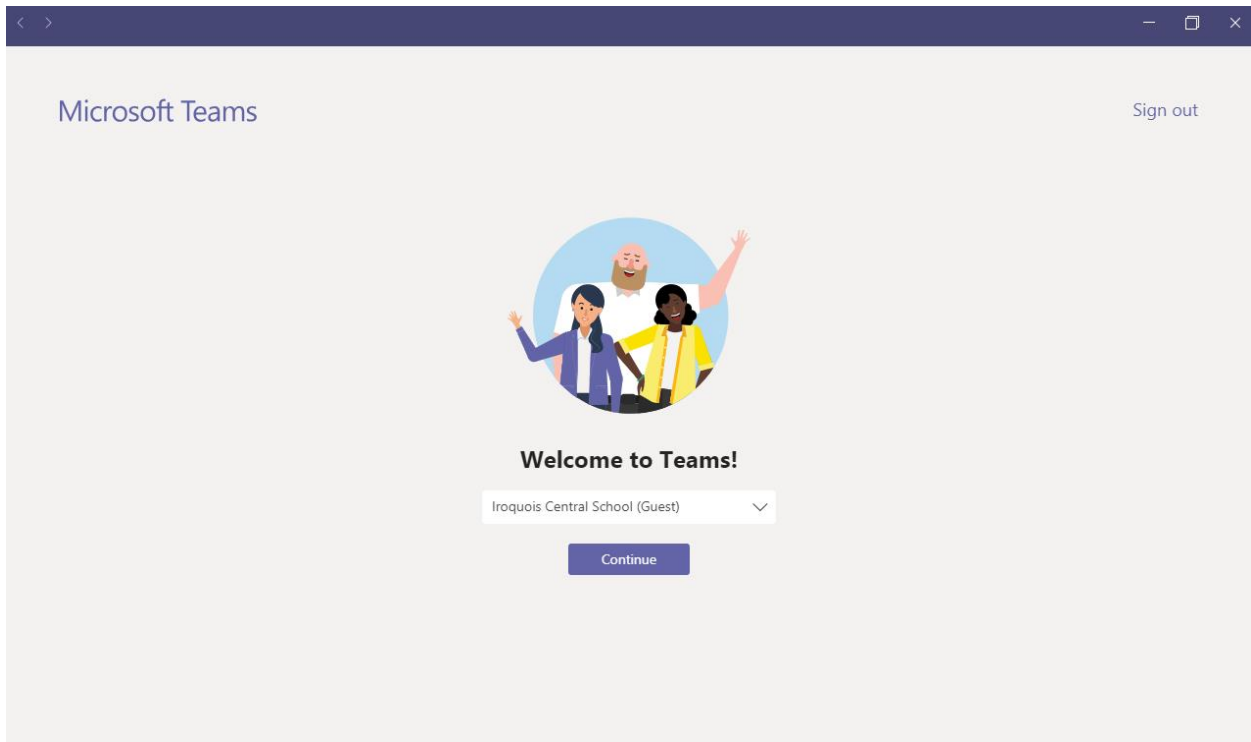 Microsoft Teams
Sign out
Welcome to Teams!
Iroquois Central School (Guest)
Continue